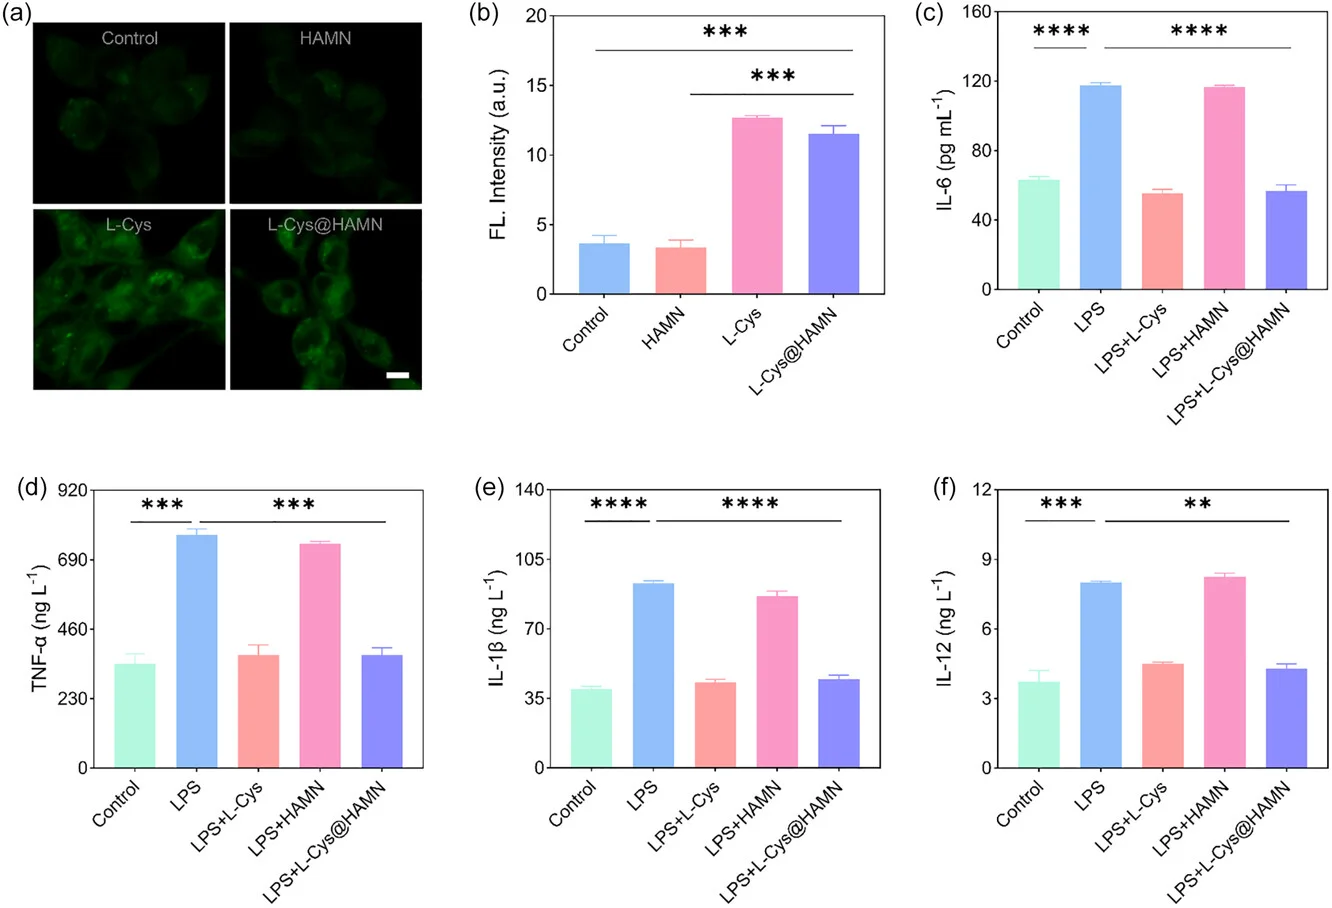 (a)
Control
HAMN
L-Cys
L-Cys@HAMN
(b)
20
15
10
5
0
FL. Intensity (a.u.)
***
***
Control
HAMN
L-Cys
L-Cys@HAMN
(c)
160
120
80
40
0
IL-6 (pg mL⁻¹)
**** ****
Control
LPS
LPS+L-Cys
LPS+HAMN
LPS+L-Cys@HAMN
(d)
920
690
460
230
0
TNF-α (ng L⁻¹)
*** ***
Control
LPS
LPS+L-Cys
LPS+HAMN
LPS+L-Cys@HAMN
(e)
140
105
70
35
0
IL-1β (ng L⁻¹)
**** ****
Control
LPS
LPS+L-Cys
LPS+HAMN
LPS+L-Cys@HAMN
(f)
12
9
6
3
0
IL-12 (ng L⁻¹)
*** **
Control
LPS
LPS+L-Cys
LPS+HAMN
LPS+L-Cys@HAMN